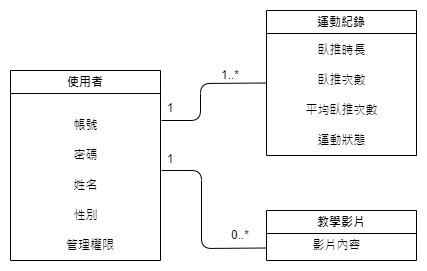 使用者
帳號
密碼
姓名
性別
管理權限
1
1..*
1
0..*
運動紀錄
臥推時長
臥推次數
平均臥推次數
運動狀態
教學影片
影片內容